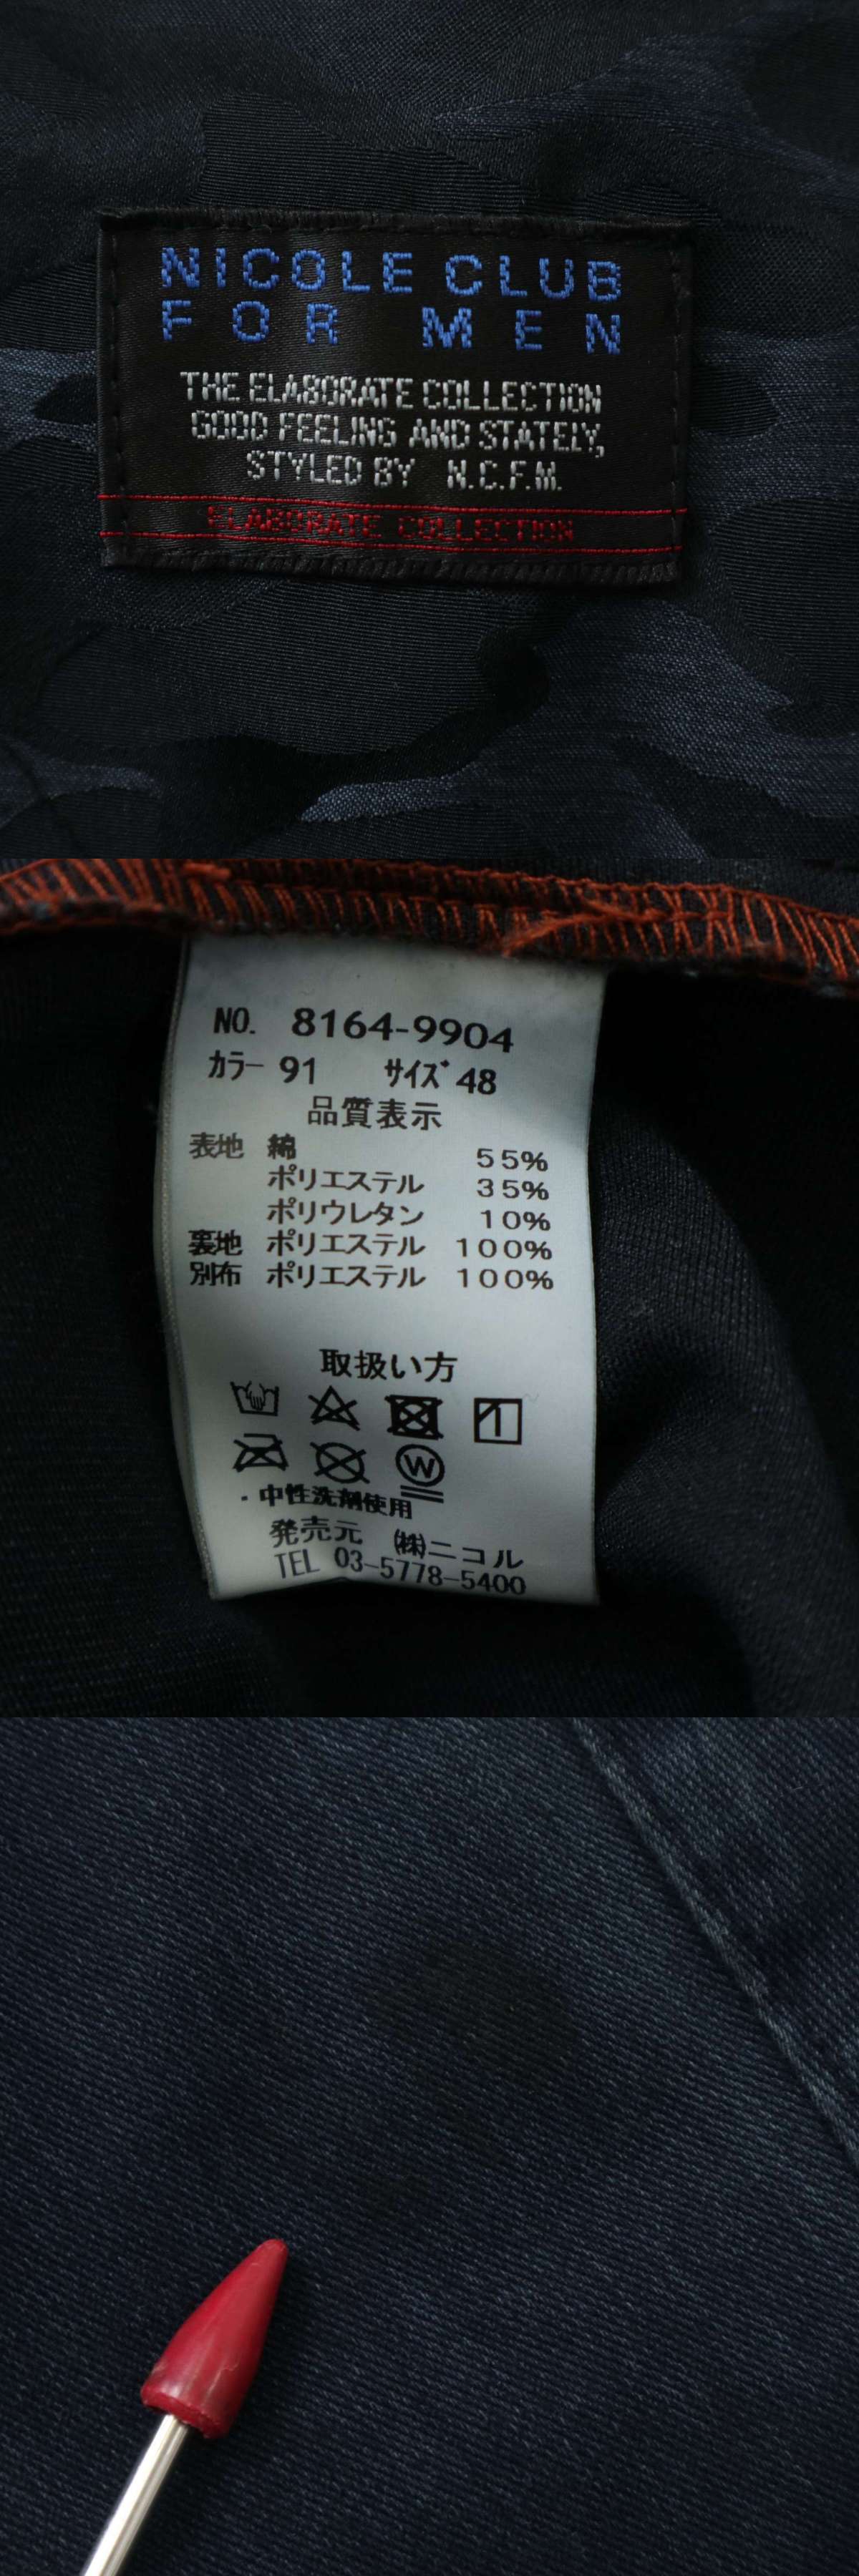 NICOLE CLUB
FOR MEN
THE ELABORATE COLLECTION
GOOD FEELING AND STATELY,
STYLED BY N.C.F.M.
ELABORATE COLLECTION
NO. 8164-9904
カラー 91 サイズ 48
品質表示
表地 綿 55%
ポリエステル 35%
ポリウレタン 10%
裏地 ポリエステル 100%
別布 ポリエステル 100%
取扱い方
W
・中性洗剤使用
発売元 ㈱ニコル
TEL 03-5778-5400